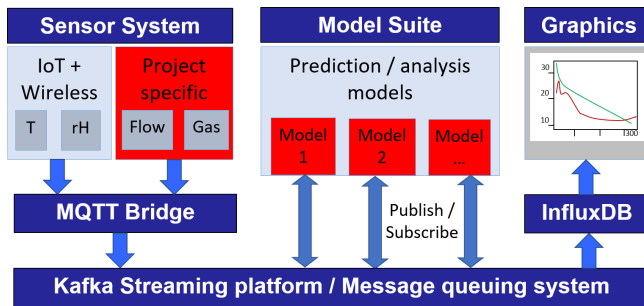 Sensor System
Model Suite
Graphics
IoT +
Wireless
T
rH
Project
specific
Flow
Gas
Prediction / analysis
models
Model
1
Model
2
Model
...
30
20
10
300
MQTT Bridge
Publish /
Subscribe
InfluxDB
Kafka Streaming platform / Message queuing system